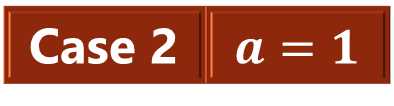 Case 2 a = 1